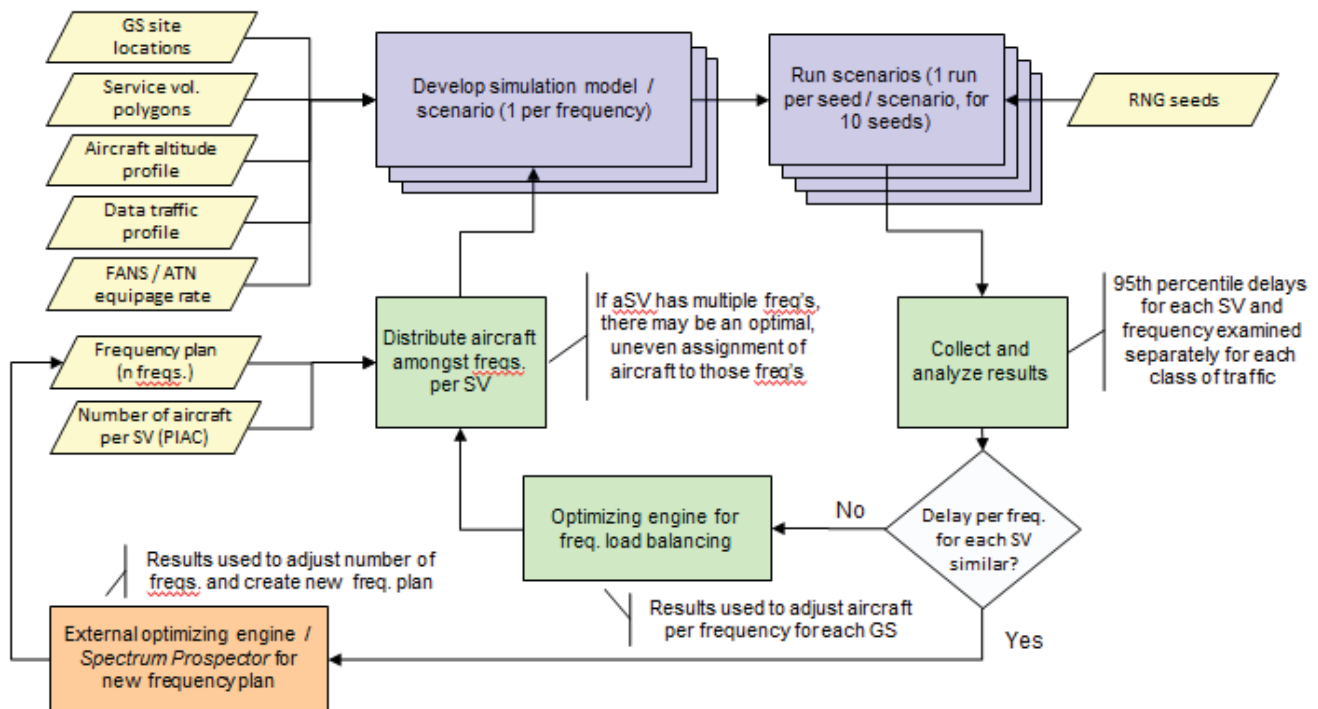 GS site
locations
Service vol.
polygons
Aircraft altitude
profile
Data traffic
profile
FANS / ATN
equipage rate
Frequency plan
(n freqs.)
Number of aircraft
per SV (PIAC)
Develop simulation model /
scenario (1 per frequency)
Run scenarios (1 run
per seed / scenario, for
10 seeds)
RNG seeds
Distribute aircraft
amongst freqs.
per SV
If aSV has multiple freq's,
there may be an optimal,
uneven assignment of
aircraft to those freq's
Collect and
analyze results
95th percentile delays
for each SV and
frequency examined
separately for each
class of traffic
Optimizing engine for
freq. load balancing
No
Delay per freq.
for each SV
similar?
Results used to adjust number of
freqs. and create new freq. plan
Results used to adjust aircraft
per frequency for each GS
Yes
External optimizing engine /
Spectrum Prospector for
new frequency plan